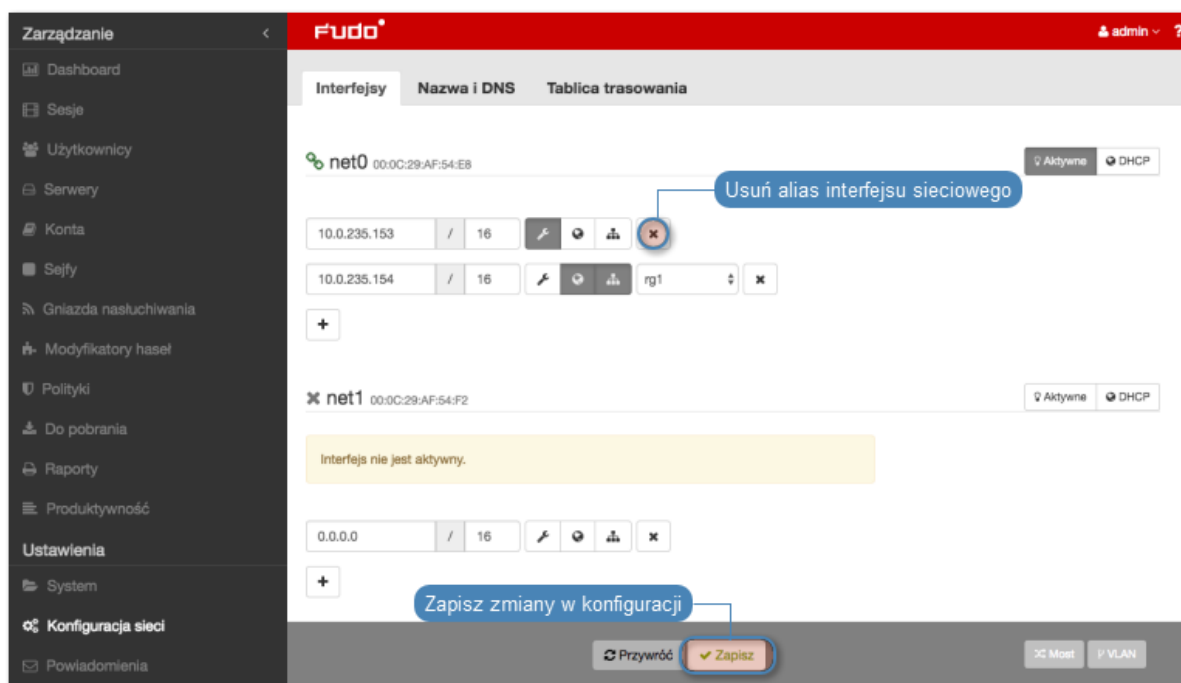 Zarządzanie
Fudo
admin
?
Dashboard
Interfejsy Nazwa i DNS Tablica trasowania
Sesje
Użytkownicy
net0 00:0C:29:AF:54:E8
Aktywne DHCP
Usuń alias interfejsu sieciowego
Serwery
Konta
10.0.235.153 / 16
Sejfy
10.0.235.154 / 16 rg1
Gniazda nasłuchiwania
+
Modyfikatory haseł
Polityki
net1 00:0C:29:AF:54:F2
Aktywne DHCP
Do pobrania
Interfejs nie jest aktywny.
Raporty
Produktywność
0.0.0.0 / 16
Ustawienia
+
System
Zapisz zmiany w konfiguracji
Konfiguracja sieci
Przywróć Zapisz Most VLAN
Powiadomienia